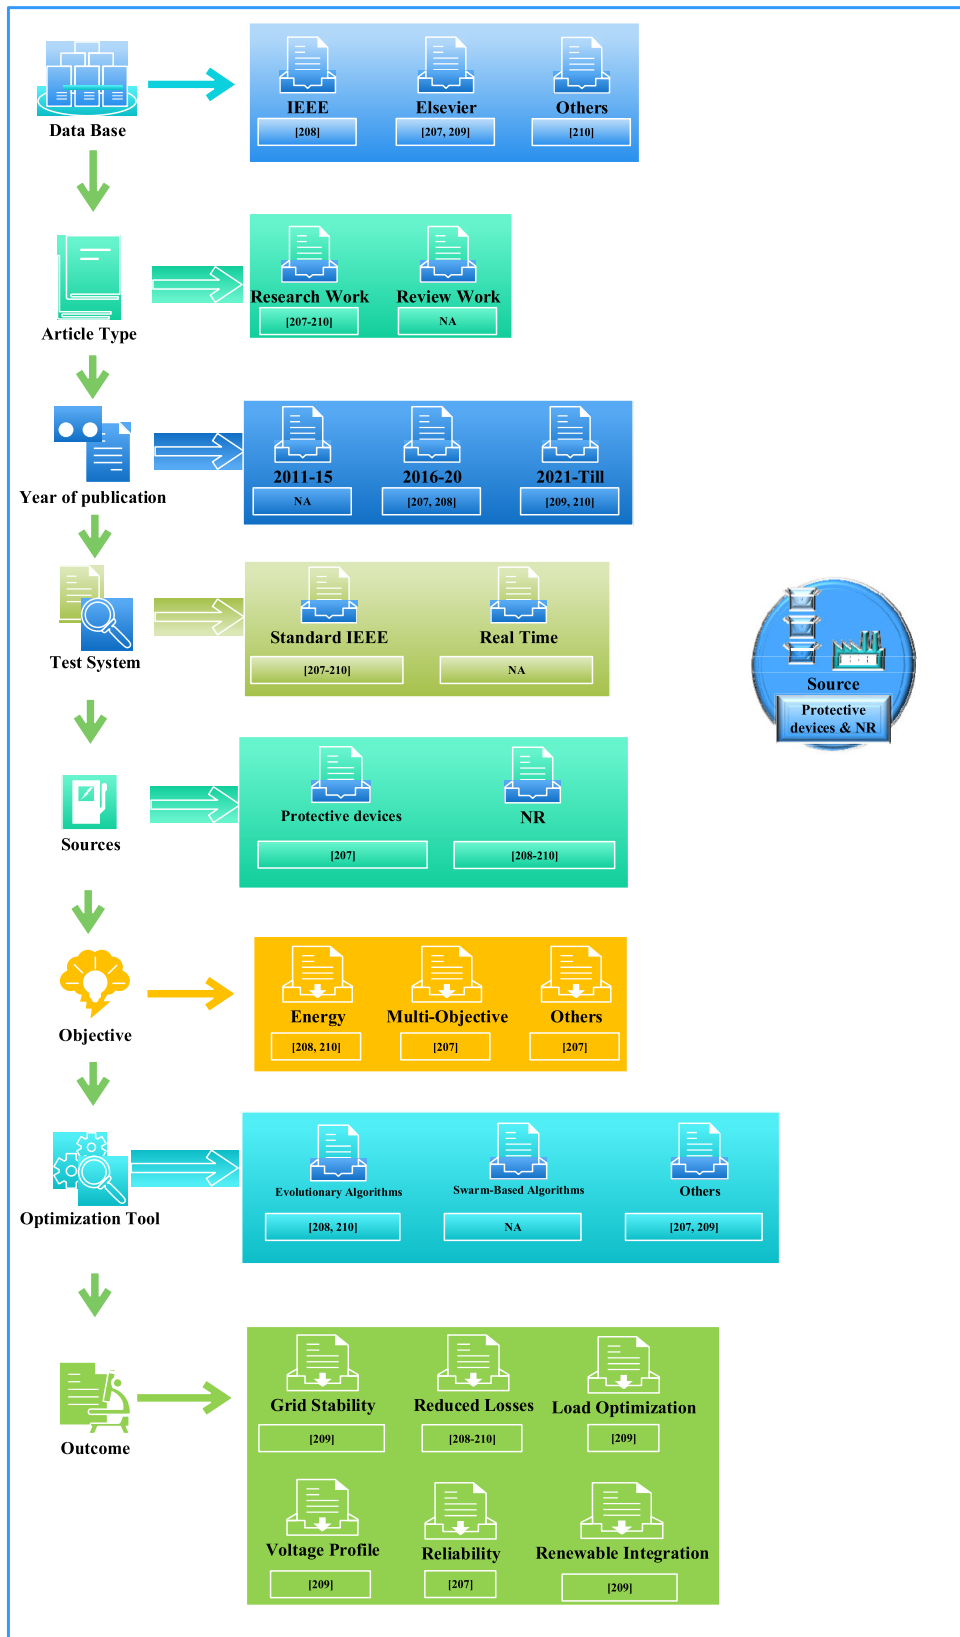 IEEE
Elsevier
Others
Data Base
[208]
[207, 209]
[210]
Research Work
Review Work
Article Type
[207-210]
NA
2011-15
2016-20
2021-Till
Year of publication
NA
[207, 208]
[209, 210]
Standard IEEE
Real Time
Test System
[207-210]
NA
Source
Protective
devices & NR
Protective devices
NR
Sources
[207]
[208-210]
Energy
Multi-Objective
Others
Objective
[208, 210]
[207]
[207]
Evolutionary Algorithms
Swarm-Based Algorithms
Others
Optimization Tool
[208, 210]
NA
[207, 209]
Grid Stability
Reduced Losses
Load Optimization
Outcome
[209]
[208-210]
[209]
Voltage Profile
Reliability
Renewable Integration
[209]
[207]
[209]